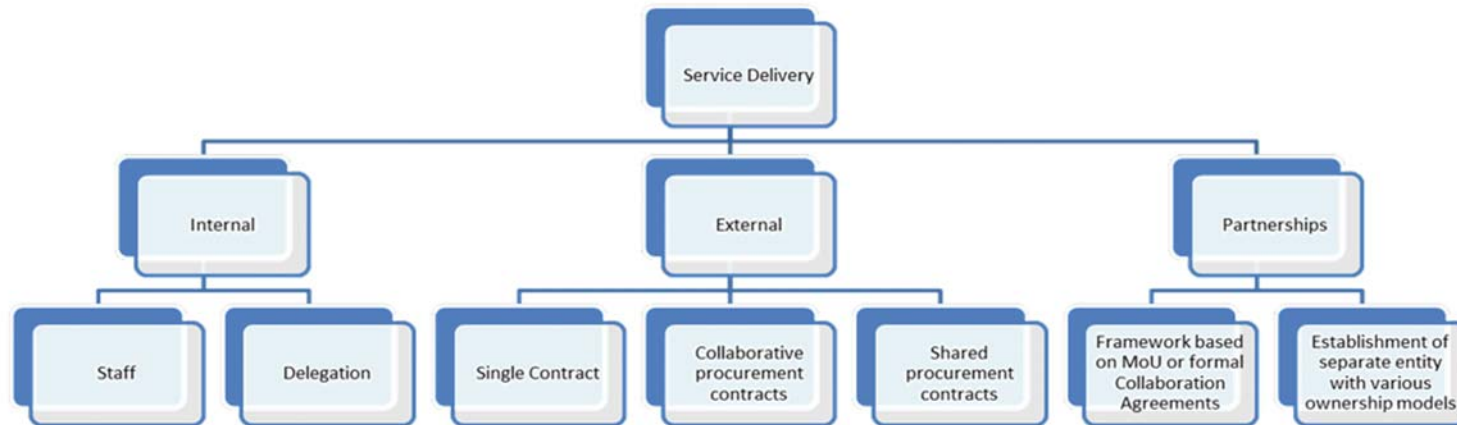 Service Delivery
Internal
External
Partnerships
Staff
Delegation
Single Contract
Collaborative
procurement
contracts
Shared
procurement
contracts
Framework based
on MoU or formal
Collaboration
Agreements
Establishment of
separate entity
with various
ownership models